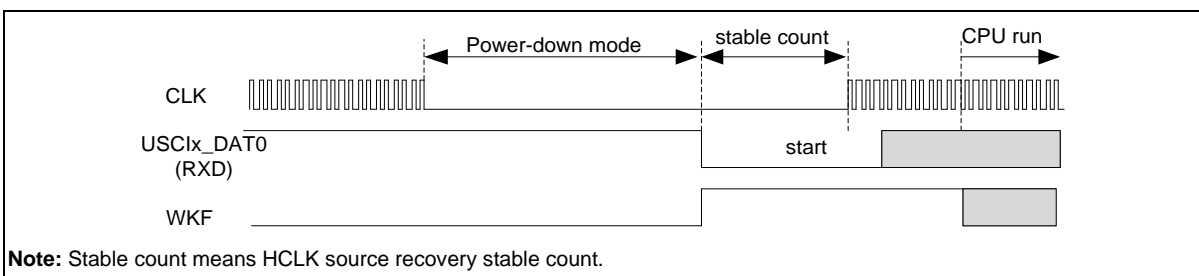 Power-down mode
stable count
CPU run
CLK
USCIx_DAT0
(RXD)
start
WKF
Note: Stable count means HCLK source recovery stable count.